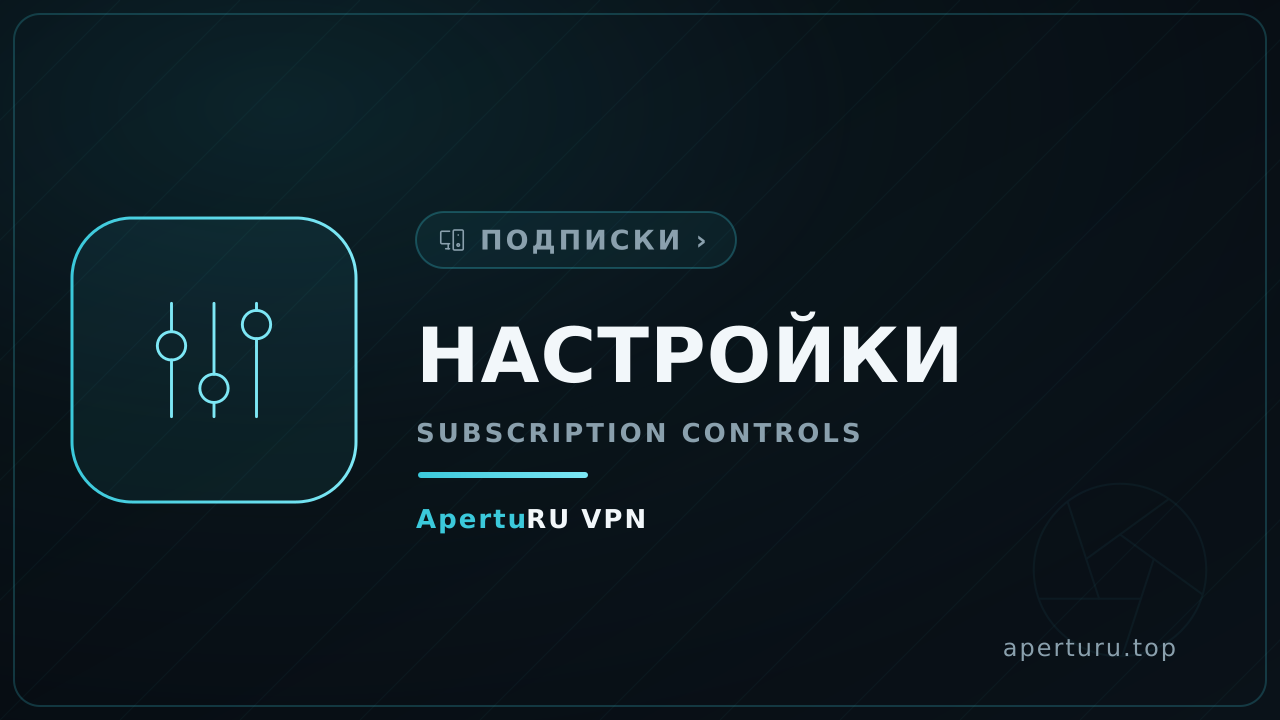 ПОДПИСКИ ›
НАСТРОЙКИ
SUBSCRIPTION CONTROLS
ApertuRU VPN
aperturu.top